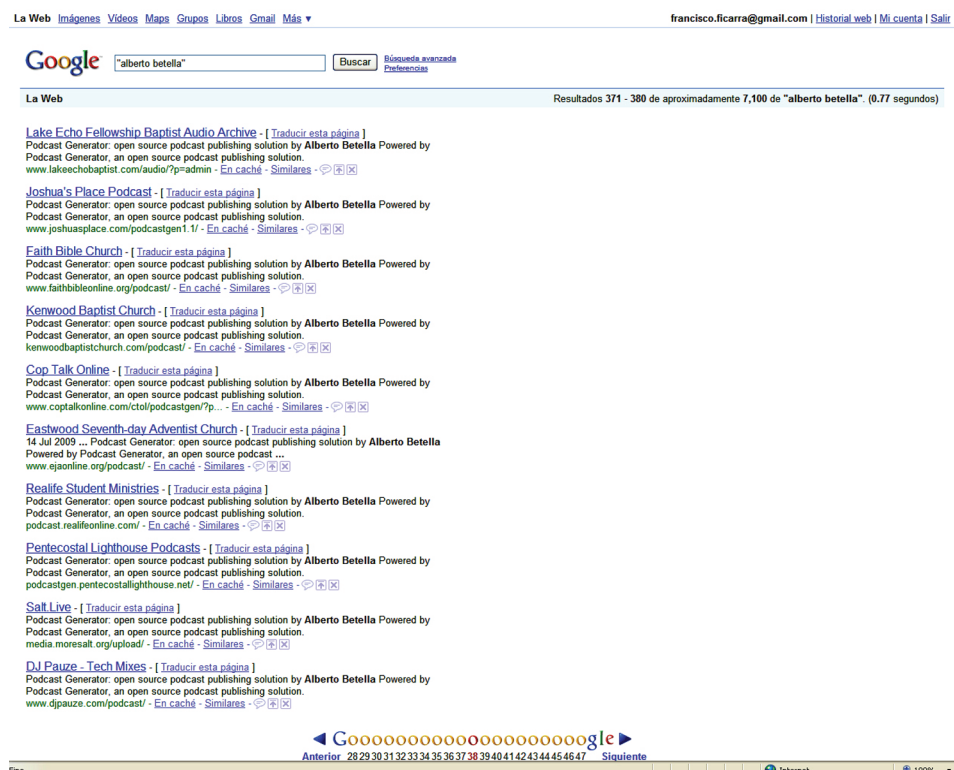 La Web Imágenes Vídeos Maps Grupos Libros Gmail Más ▼ francisco.ficarra@gmail.com | Historial web | Mi cuenta | Salir
Google "alberto betella" Buscar Búsqueda avanzada
Preferencias
La Web Resultados 371 - 380 de aproximadamente 7,100 de "alberto betella". (0.77 segundos)
Lake Echo Fellowship Baptist Audio Archive - [ Traducir esta página ]
Podcast Generator: open source podcast publishing solution by Alberto Betella Powered by
Podcast Generator, an open source podcast publishing solution.
www.lakeechobaptist.com/audio/?p=admin - En caché - Similares -
Joshua's Place Podcast - [ Traducir esta página ]
Podcast Generator: open source podcast publishing solution by Alberto Betella Powered by
Podcast Generator, an open source podcast publishing solution.
www.joshuasplace.com/podcastgen1.1/ - En caché - Similares -
Faith Bible Church - [ Traducir esta página ]
Podcast Generator: open source podcast publishing solution by Alberto Betella Powered by
Podcast Generator, an open source podcast publishing solution.
www.faithbibleonline.org/podcast/ - En caché - Similares -
Kenwood Baptist Church - [ Traducir esta página ]
Podcast Generator: open source podcast publishing solution by Alberto Betella Powered by
Podcast Generator, an open source podcast publishing solution.
kenwoodbaptistchurch.com/podcast/ - En caché - Similares -
Cop Talk Online - [ Traducir esta página ]
Podcast Generator: open source podcast publishing solution by Alberto Betella Powered by
Podcast Generator, an open source podcast publishing solution.
www.coptalkonline.com/ctol/podcastgen/?p... - En caché - Similares -
Eastwood Seventh-day Adventist Church - [ Traducir esta página ]
14 Jul 2009 ... Podcast Generator: open source podcast publishing solution by Alberto Betella
Powered by Podcast Generator, an open source podcast ...
www.ejaonline.org/podcast/ - En caché - Similares -
Realife Student Ministries - [ Traducir esta página ]
Podcast Generator: open source podcast publishing solution by Alberto Betella Powered by
Podcast Generator, an open source podcast publishing solution.
podcast.realifeonline.com/ - En caché - Similares -
Pentecostal Lighthouse Podcasts - [ Traducir esta página ]
Podcast Generator: open source podcast publishing solution by Alberto Betella Powered by
Podcast Generator, an open source podcast publishing solution.
podcastgen.pentecostallighthouse.net/ - En caché - Similares -
Salt.Live - [ Traducir esta página ]
Podcast Generator: open source podcast publishing solution by Alberto Betella Powered by
Podcast Generator, an open source podcast publishing solution.
media.moresalt.org/upload/ - En caché - Similares -
DJ Pauze - Tech Mixes - [ Traducir esta página ]
Podcast Generator: open source podcast publishing solution by Alberto Betella Powered by
Podcast Generator, an open source podcast publishing solution.
www.djpauze.com/podcast/ - En caché - Similares -
Goooooooooooooooooooogle
Anterior 28 29 30 31 32 33 34 35 36 37 38 39 40 41 42 43 44 45 46 47 Siguiente